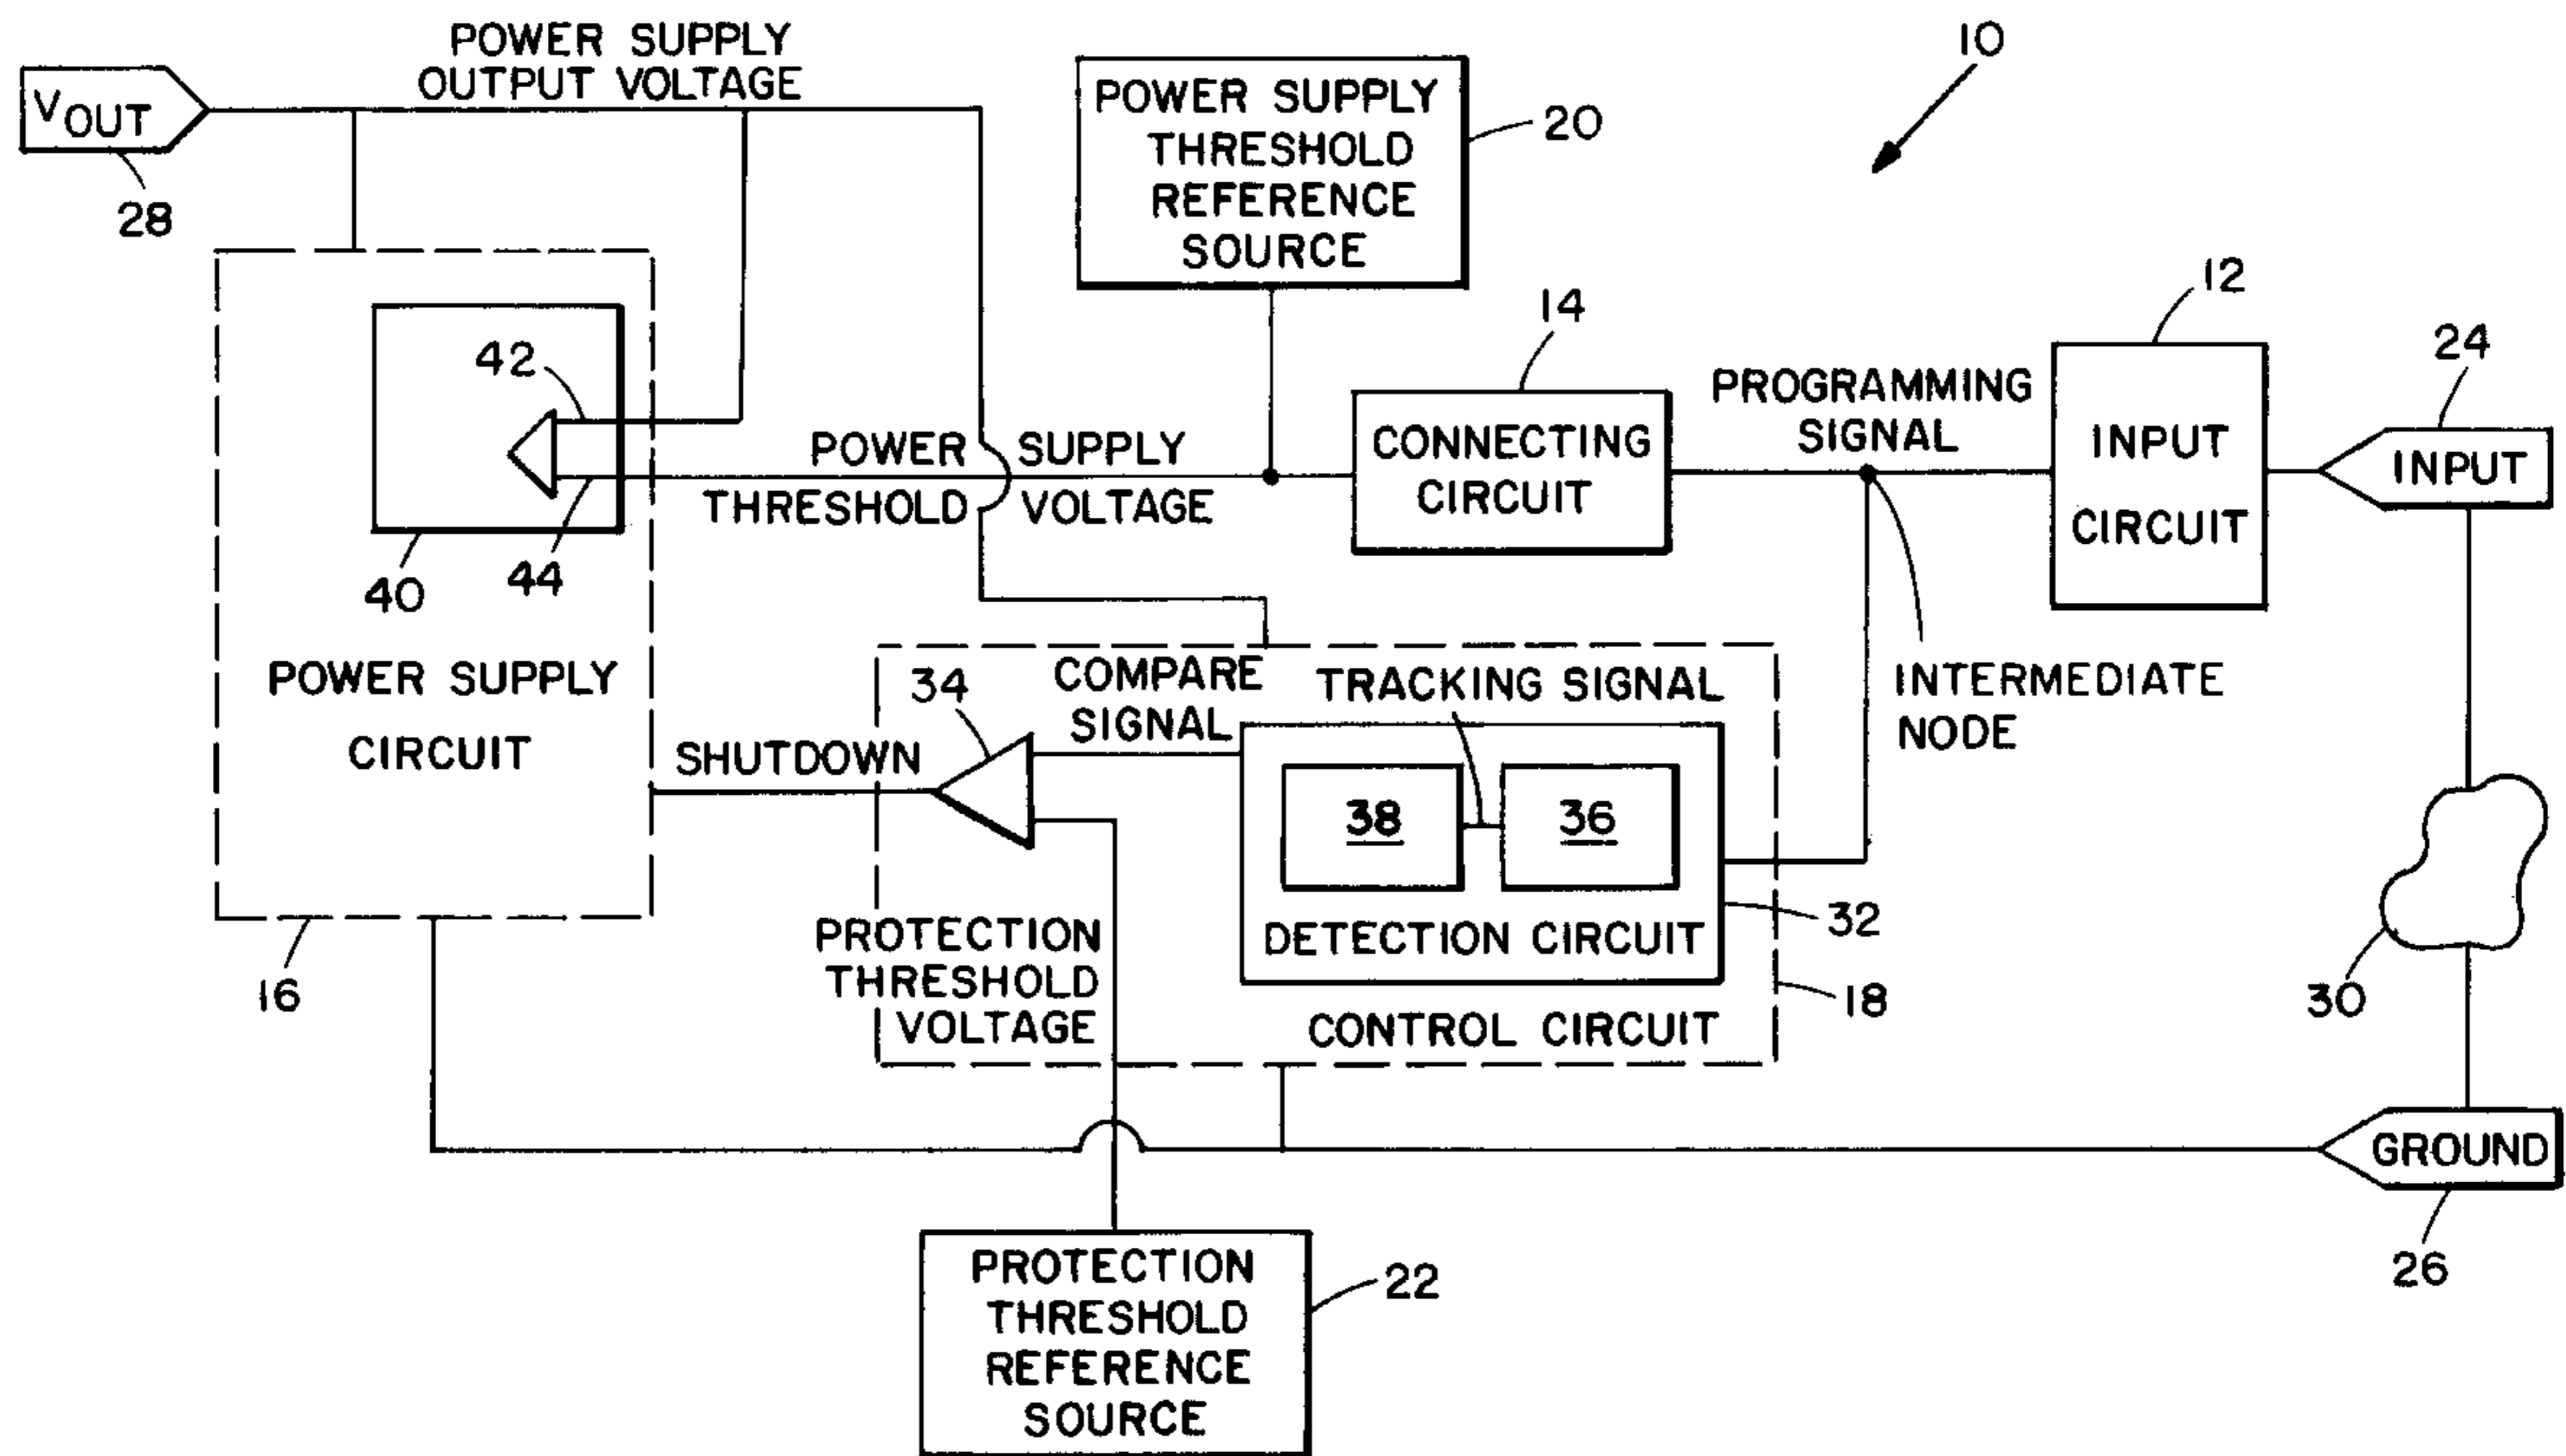 POWER SUPPLY
OUTPUT VOLTAGE
VOUT
28
POWER SUPPLY
THRESHOLD
REFERENCE
SOURCE
20
10
14
12
24
42
44
40
POWER SUPPLY
THRESHOLD VOLTAGE
CONNECTING
CIRCUIT
PROGRAMMING
SIGNAL
INPUT
CIRCUIT
INPUT
POWER SUPPLY
CIRCUIT
16
SHUTDOWN
34
COMPARE
SIGNAL
TRACKING SIGNAL
38
36
DETECTION CIRCUIT
32
INTERMEDIATE
NODE
PROTECTION
THRESHOLD
VOLTAGE
CONTROL CIRCUIT
18
30
GROUND
26
PROTECTION
THRESHOLD
REFERENCE
SOURCE
22